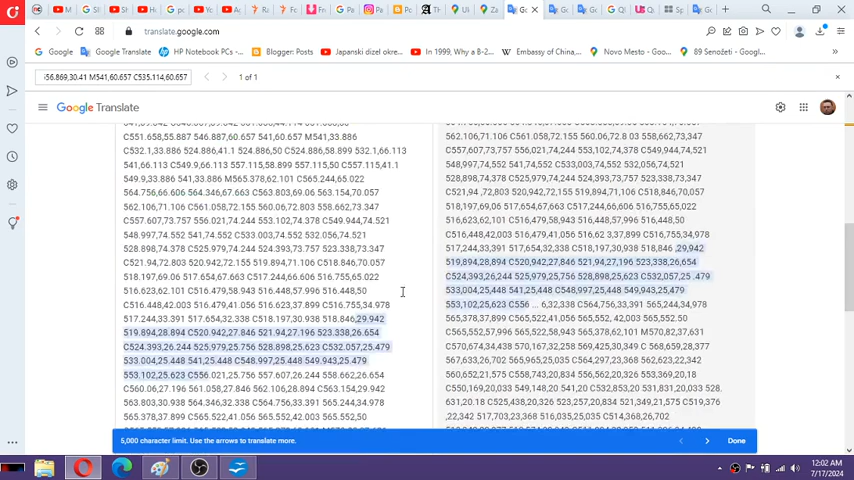 translate.google.com
Google
Google Translate
HP Notebook PCs...
Blogger: Posts
Japanski dizel okre...
In 1999, Why a B-2...
Embassy of China,...
Novo Mesto - Goog...
89 Senožeti - Goog...
i56.869,30.41 M541,60.657 C535.114,60.657
1 of 1
Google Translate
C551.658,55.887 546.887,60.657 541,60.657 M541,33.886
C532.1,33.886 524.886,41.1 524.886,50 C524.886,58.899 532.1,66.113
541,66.113 C549.9,66.113 557.115,58.899 557.115,50 C557.115,41.1
549.9,33.886 541,33.886 M565.378,62.101 C565.244,65.022
564.756,66.606 564.346,67.663 C563.803,69.06 563.154,70.057
562.106,71.106 C561.058,72.155 560.06,72.803 558.662,73.347
C557.607,73.757 556.021,74.244 553.102,74.378 C549.944,74.521
548.997,74.552 541,74.552 C533.003,74.552 532.056,74.521
528.898,74.378 C525.979,74.244 524.393,73.757 523.338,73.347
C521.94,72.803 520.942,72.155 519.894,71.106 C518.846,70.057
518.197,69.06 517.654,67.663 C517.244,66.606 516.755,65.022
516.623,62.101 C516.479,58.943 516.448,57.996 516.448,50
C516.448,42.003 516.479,41.056 516.623,37.899 C516.755,34.978
517.244,33.391 517.654,32.338 C518.197,30.938 518.846,29.942
519.894,28.894 C520.942,27.846 521.94,27.196 523.338,26.654
C524.393,26.244 525.979,25.756 528.898,25.623 C532.057,25.479
533.004,25.448 541,25.448 C548.997,25.448 549.943,25.479
553.102,25.623 C556.021,25.756 557.607,26.244 558.662,26.654
C560.06,27.196 561.058,27.846 562.106,28.894 C563.154,29.942
563.803,30.938 564.346,32.338 C564.756,33.391 565.244,34.978
565.378,37.899 C565.522,41.056 565.552,42.003 565.552,50
562.106,71.106 C561.058,72.155 560.06,72.8 03 558,662,73,347
C557,607,73,757 556,021,74,244 553,102,74,378 C549,944,74,521
548,997,74,552 541,74,552 C533,003,74,552 532,056,74,521
528,898,74,378 C525,979,74,244 524,393,73,757 523,338,73,347
C521,94 ,72,803 520,942,72,155 519,894,71,106 C518,846,70,057
518,197,69,06 517,654,67,663 C517,244,66,606 516,755,65,022
516,623,62,101 C516,479,58,943 516,448,57,996 516,448,50
C516,448,42,003 516,479,41,056 516,62 3,37,899 C516,755,34,978
517,244,33,391 517,654,32,338 C518,197,30,938 518,846 ,29,942
519,894,28,894 C520,942,27,846 521,94,27,196 523,338,26,654
C524,393,26,244 525,979,25,756 528,898,25,623 C532,057,25 .479
533,004,25,448 541,25,448 C548,997,25,448 549,943,25,479
553,102,25,623 C556 ... 6,32,338 C564,756,33,391 565,244,34,978
565,378,37,899 C565,522,41,056 565,552, 42,003 565,552.50
C565,552,57,996 565,522,58,943 565,378,62,101 M570,82,37,631
C570,674,34,438 570,167,32,258 569,425,30,349 C 568,659,28,377
567,633,26,702 565,965,25,035 C564,297,23,368 562,623,22,342
560,652,21,575 C558,743,20,834 556,562,20,326 553,369,20,18
C550,169,20,033 549,148,20 541,20 C532,853,20 531,831,20,033 528.
631,20.18 C525,438,20,326 523,257,20,834 521,349,21,575 C519,376
,22,342 517,703,23,368 516,035,25,035 C514,368,26,702
5,000 character limit. Use the arrows to translate more.
Done
12:02 AM
7/17/2024